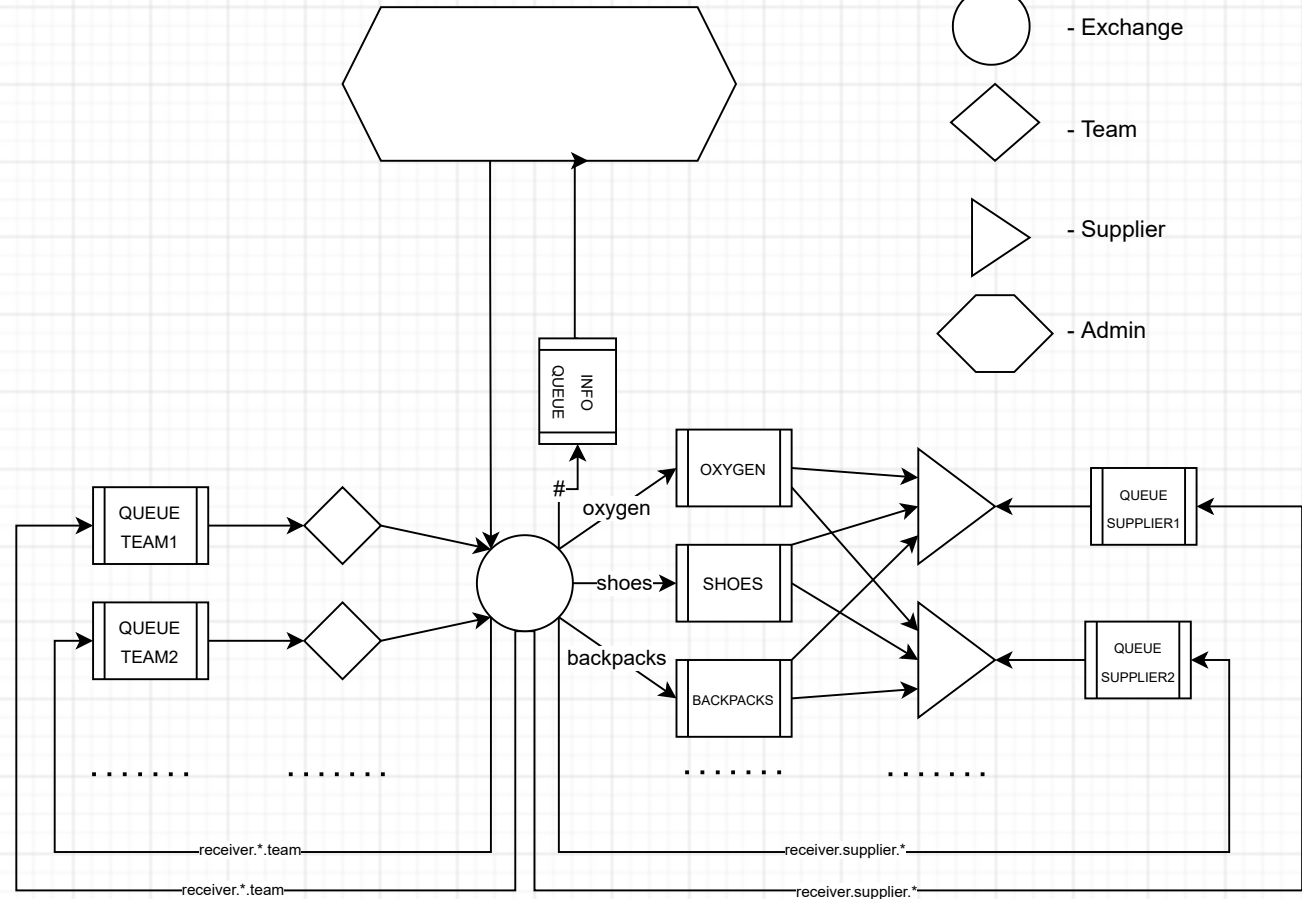 - Exchange
- Team
- Supplier
- Admin
INFO
QUEUE
#
oxygen
shoes
backpacks
OXYGEN
SHOES
BACKPACKS
QUEUE
TEAM1
QUEUE
TEAM2
QUEUE
SUPPLIER1
QUEUE
SUPPLIER2
.......
.......
.......
.......
receiver.*.team
receiver.supplier.*
receiver.*.team
receiver.supplier.*